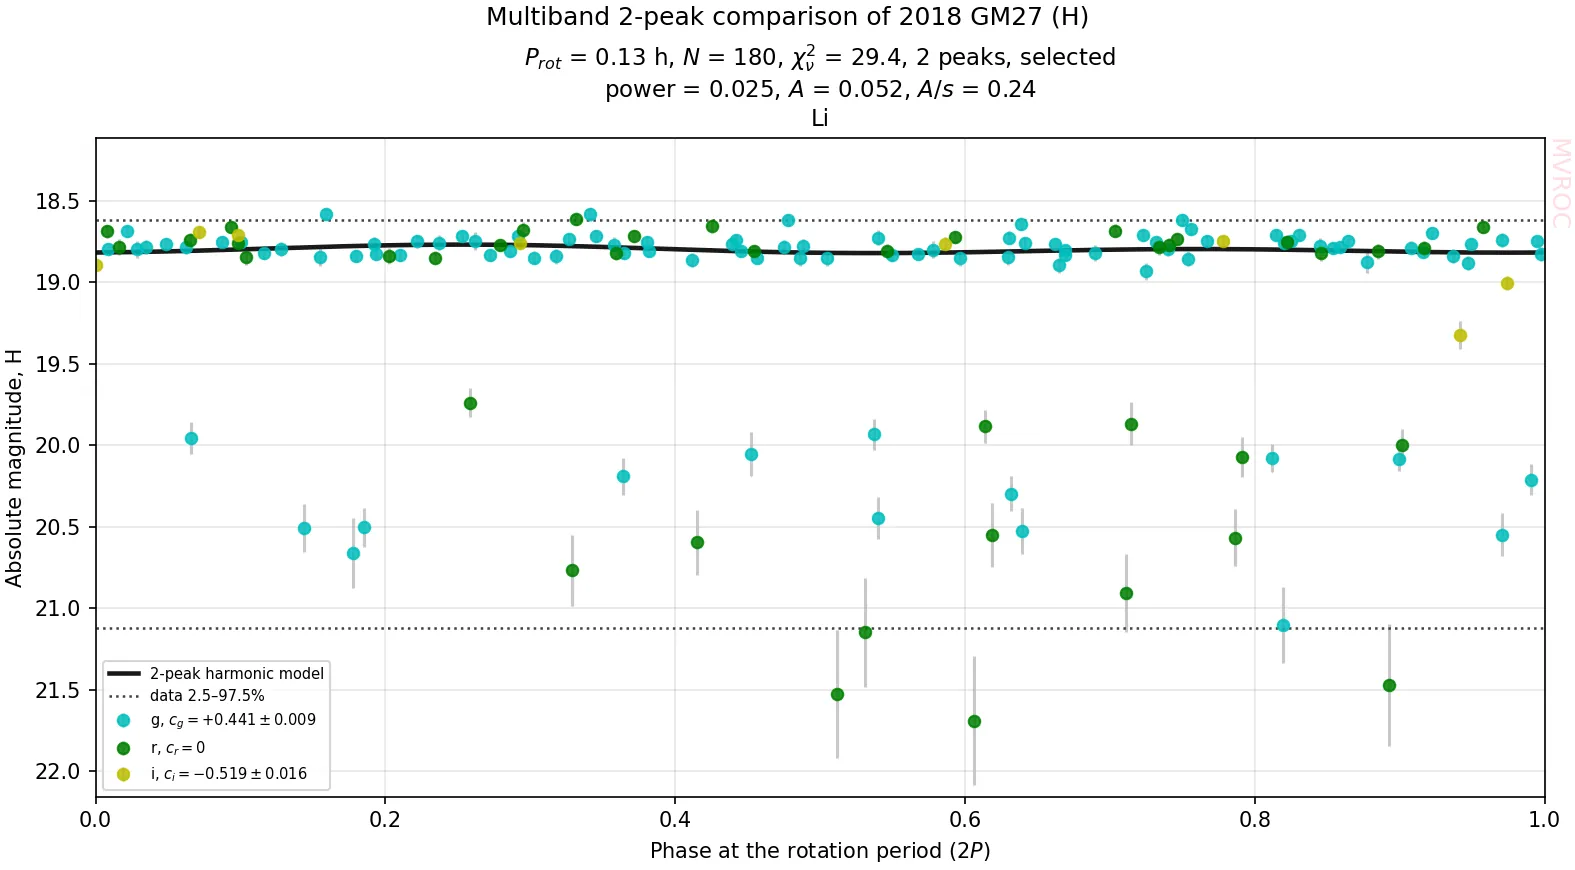 Multiband 2-peak comparison of 2018 GM27 (H)
P_rot = 0.13 h, N = 180, χ²_ν = 29.4, 2 peaks, selected
power = 0.025, A = 0.052, A/s = 0.24
Li
MVROC
18.5
19.0
19.5
20.0
20.5
21.0
21.5
22.0
Absolute magnitude, H
2-peak harmonic model
data 2.5–97.5%
g, c_g = +0.441 ± 0.009
r, c_r = 0
i, c_i = −0.519 ± 0.016
0.0 0.2 0.4 0.6 0.8 1.0
Phase at the rotation period (2P)